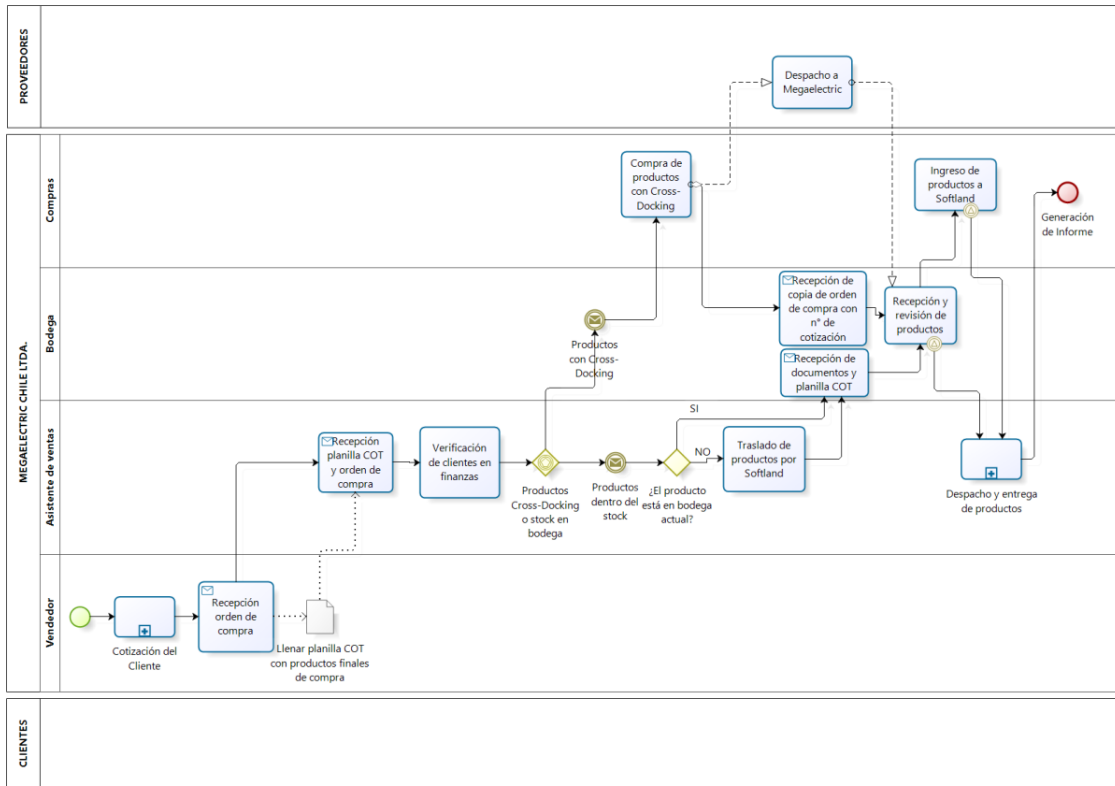 PROVEEDORES
Despacho a
Megaelectric
MEGAELECTRIC CHILE LTDA.
Compras
Compra de
productos
con Cross-
Docking
Ingreso de
productos a
Softland
Generación
de Informe
Bodega
Productos
con Cross-
Docking
Recepción de
copia de orden
de compra con
n° de
cotización
Recepción y
revisión de
productos
Recepción de
documentos y
planilla COT
Asistente de ventas
Recepción
planilla COT
y orden de
compra
Verificación
de clientes en
finanzas
Productos
Cross-Docking
o stock en
bodega
Productos
dentro del
stock
¿El producto
está en bodega
actual?
SI
NO
Traslado de
productos por
Softland
Despacho y entrega
de productos
Vendedor
Cotización del
Cliente
Recepción
orden de
compra
Llenar planilla COT
con productos finales
de compra
CLIENTES